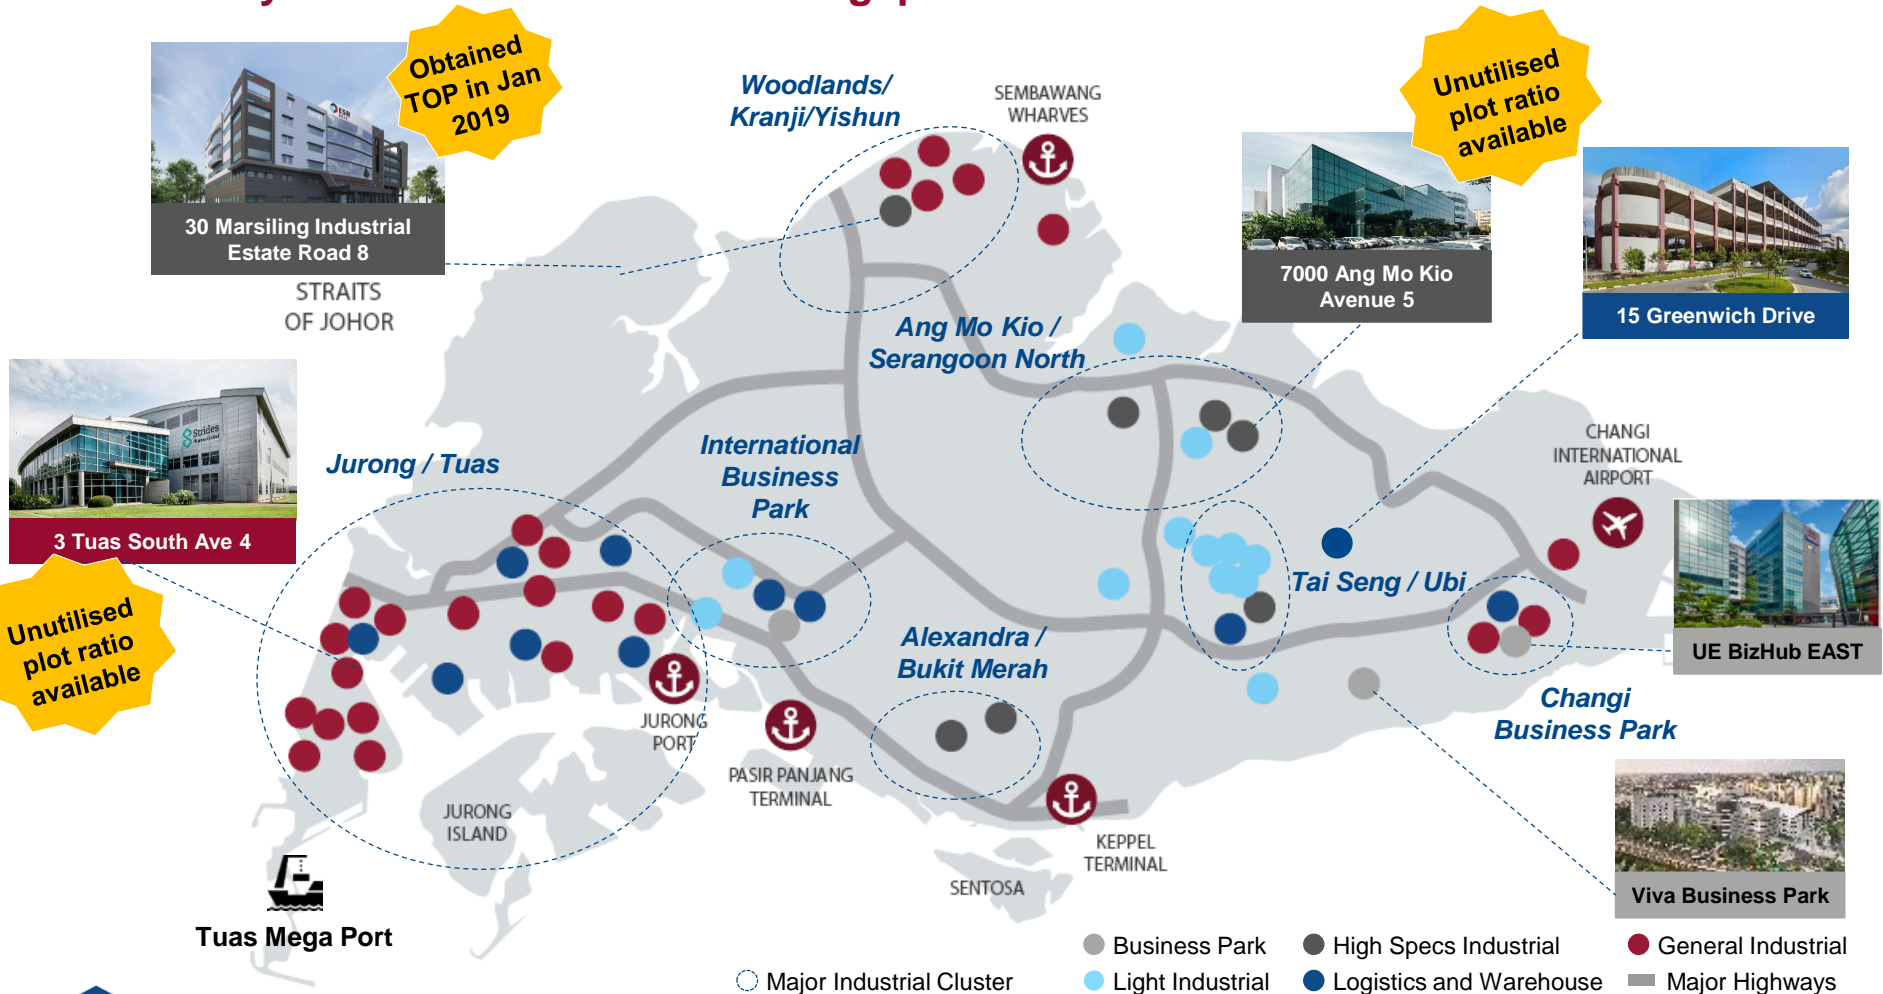 Obtained
TOP in Jan
2019
30 Marsiling Industrial
Estate Road 8
Woodlands/
Kranji/Yishun
SEMBAWANG
WHARVES
Unutilised
plot ratio
available
7000 Ang Mo Kio
Avenue 5
15 Greenwich Drive
STRAITS
OF JOHOR
Ang Mo Kio /
Serangoon North
Strides
3 Tuas South Ave 4
Jurong / Tuas
International
Business
Park
CHANGI
INTERNATIONAL
AIRPORT
Unutilised
plot ratio
available
Tai Seng / Ubi
UE BizHub EAST
Alexandra /
Bukit Merah
Changi
Business Park
JURONG
PORT
PASIR PANJANG
TERMINAL
JURONG
ISLAND
KEPPEL
TERMINAL
SENTOSA
Viva Business Park
Tuas Mega Port
Business Park
High Specs Industrial
General Industrial
Major Industrial Cluster
Light Industrial
Logistics and Warehouse
Major Highways